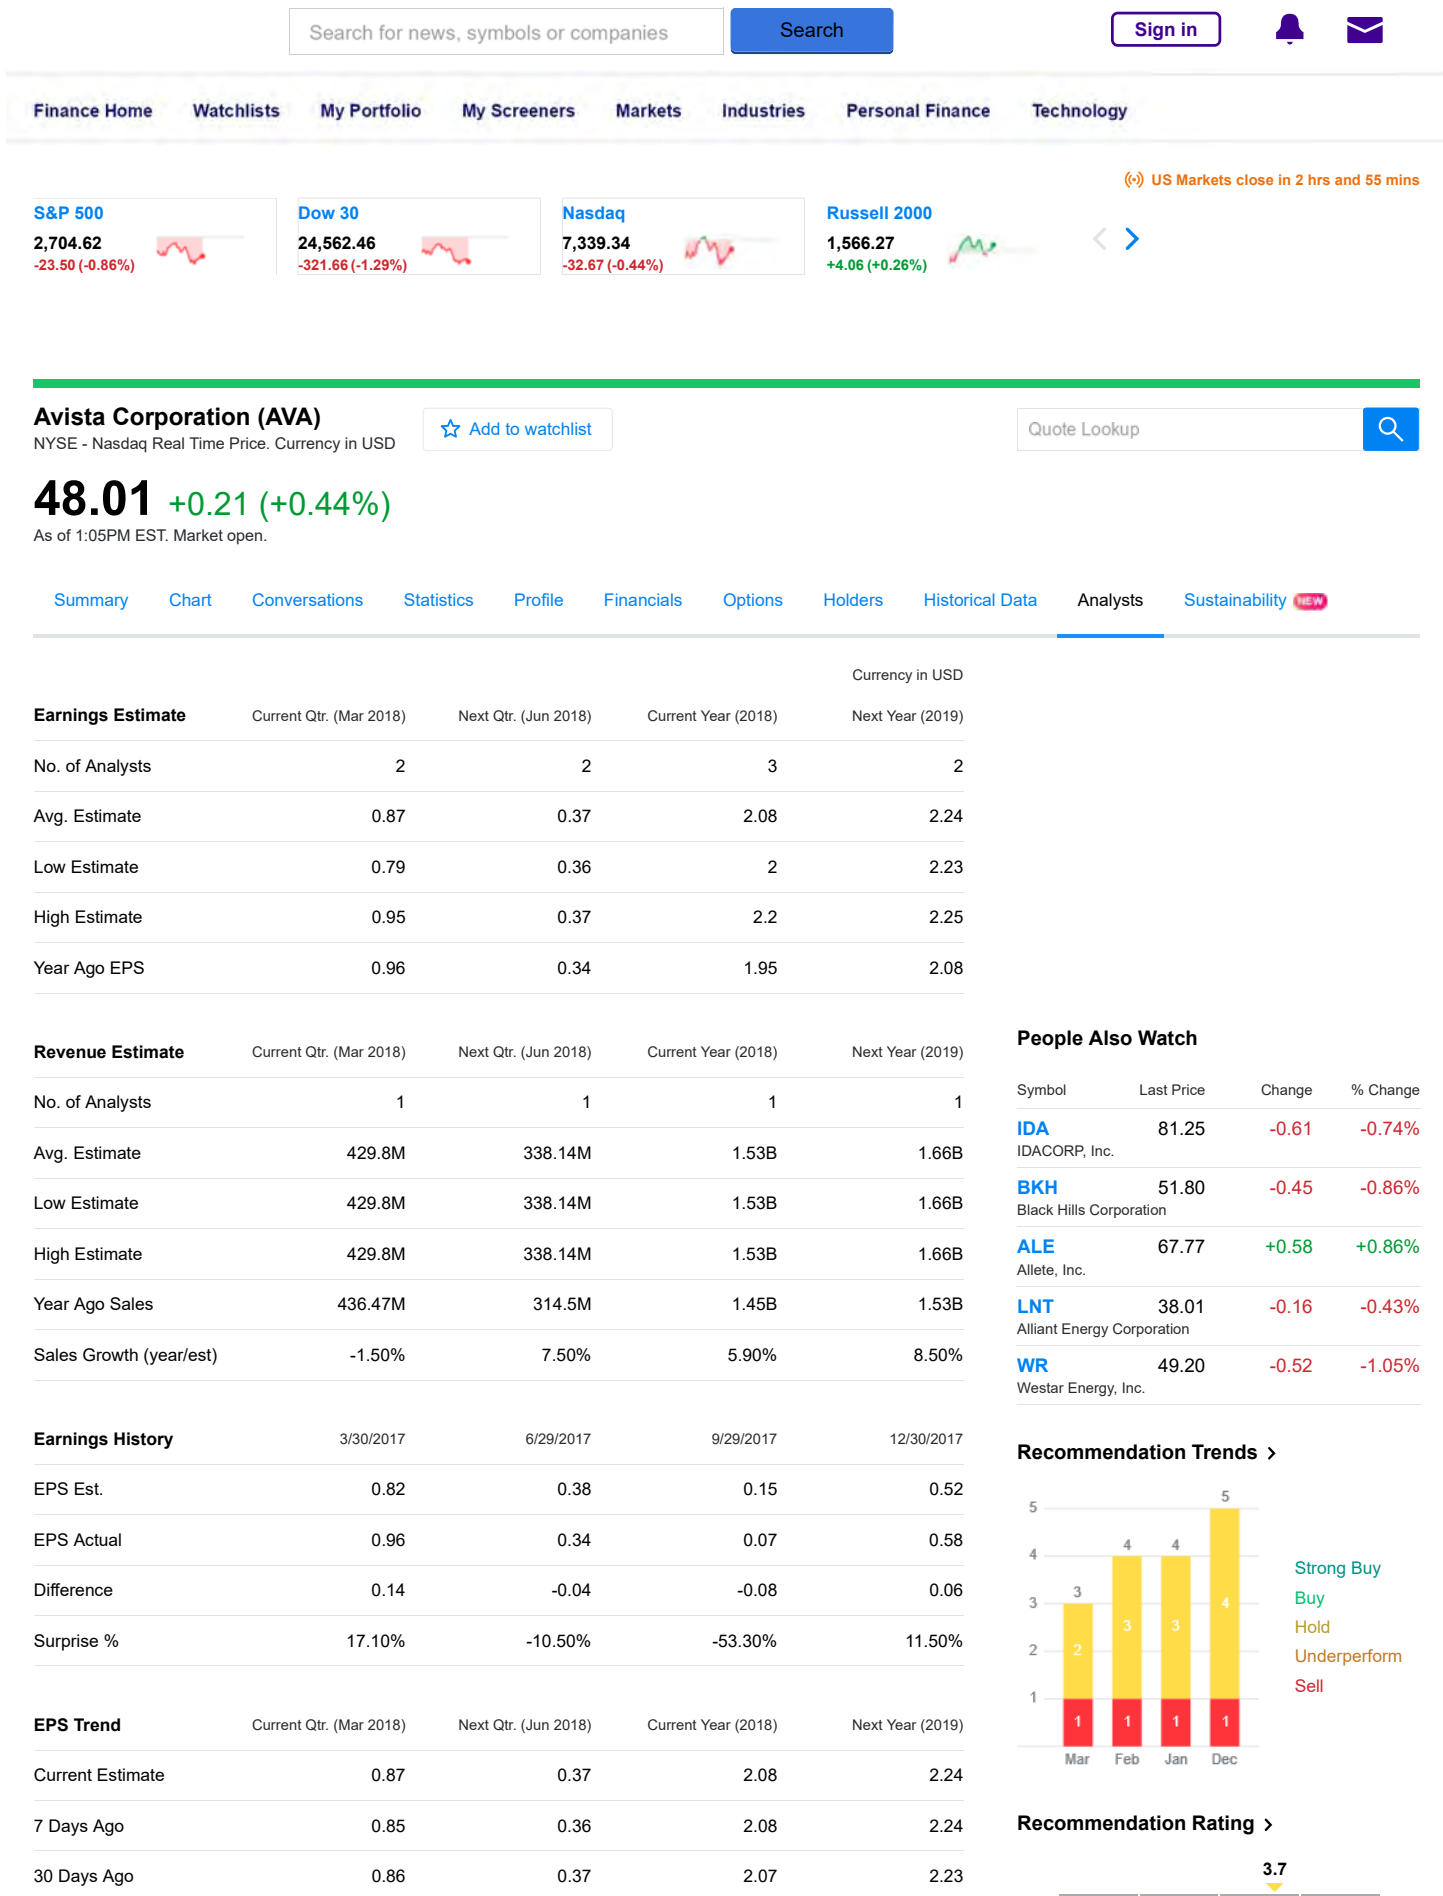 Search for news, symbols or companies Search Sign in
Finance Home Watchlists My Portfolio My Screeners Markets Industries Personal Finance Technology
US Markets close in 2 hrs and 55 mins
S&P 500 Dow 30 Nasdaq Russell 2000
2,704.62 24,562.46 7,339.34 1,566.27
-23.50 (-0.86%) -321.66 (-1.29%) -32.67 (-0.44%) +4.06 (+0.26%)
Avista Corporation (AVA)
NYSE - Nasdaq Real Time Price. Currency in USD
Add to watchlist
Quote Lookup
48.01 +0.21 (+0.44%)
As of 1:05PM EST. Market open.
Summary Chart Conversations Statistics Profile Financials Options Holders Historical Data Analysts Sustainability NEW
Currency in USD
Earnings Estimate Current Qtr. (Mar 2018) Next Qtr. (Jun 2018) Current Year (2018) Next Year (2019)
No. of Analysts 2 2 3 2
Avg. Estimate 0.87 0.37 2.08 2.24
Low Estimate 0.79 0.36 2 2.23
High Estimate 0.95 0.37 2.2 2.25
Year Ago EPS 0.96 0.34 1.95 2.08
Revenue Estimate Current Qtr. (Mar 2018) Next Qtr. (Jun 2018) Current Year (2018) Next Year (2019)
No. of Analysts 1 1 1 1
Avg. Estimate 429.8M 338.14M 1.53B 1.66B
Low Estimate 429.8M 338.14M 1.53B 1.66B
High Estimate 429.8M 338.14M 1.53B 1.66B
Year Ago Sales 436.47M 314.5M 1.45B 1.53B
Sales Growth (year/est) -1.50% 7.50% 5.90% 8.50%
Earnings History 3/30/2017 6/29/2017 9/29/2017 12/30/2017
EPS Est. 0.82 0.38 0.15 0.52
EPS Actual 0.96 0.34 0.07 0.58
Difference 0.14 -0.04 -0.08 0.06
Surprise % 17.10% -10.50% -53.30% 11.50%
EPS Trend Current Qtr. (Mar 2018) Next Qtr. (Jun 2018) Current Year (2018) Next Year (2019)
Current Estimate 0.87 0.37 2.08 2.24
7 Days Ago 0.85 0.36 2.08 2.24
30 Days Ago 0.86 0.37 2.07 2.23
People Also Watch
Symbol Last Price Change % Change
IDA 81.25 -0.61 -0.74%
IDACORP, Inc.
BKH 51.80 -0.45 -0.86%
Black Hills Corporation
ALE 67.77 +0.58 +0.86%
Allete, Inc.
LNT 38.01 -0.16 -0.43%
Alliant Energy Corporation
WR 49.20 -0.52 -1.05%
Westar Energy, Inc.
Recommendation Trends
5
5
4 4
4
3
3
3 3 4
2
2
1
1 1 1 1
Mar Feb Jan Dec
Strong Buy
Buy
Hold
Underperform
Sell
Recommendation Rating
3.7